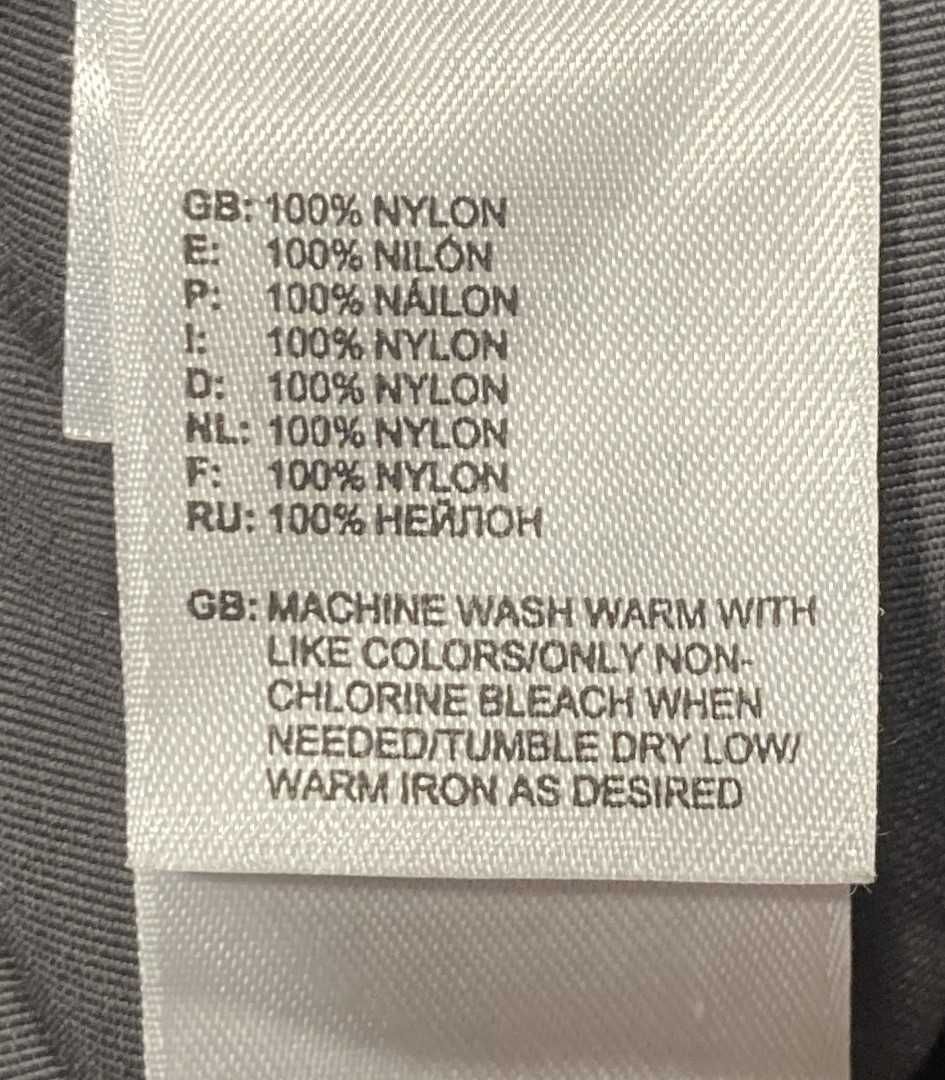 GB: 100% NYLON
E: 100% NILÓN
P: 100% NÁILON
I: 100% NYLON
D: 100% NYLON
NL: 100% NYLON
F: 100% NYLON
RU: 100% НЕЙЛОН
GB: MACHINE WASH WARM WITH
LIKE COLORS/ONLY NON-
CHLORINE BLEACH WHEN
NEEDED/TUMBLE DRY LOW/
WARM IRON AS DESIRED